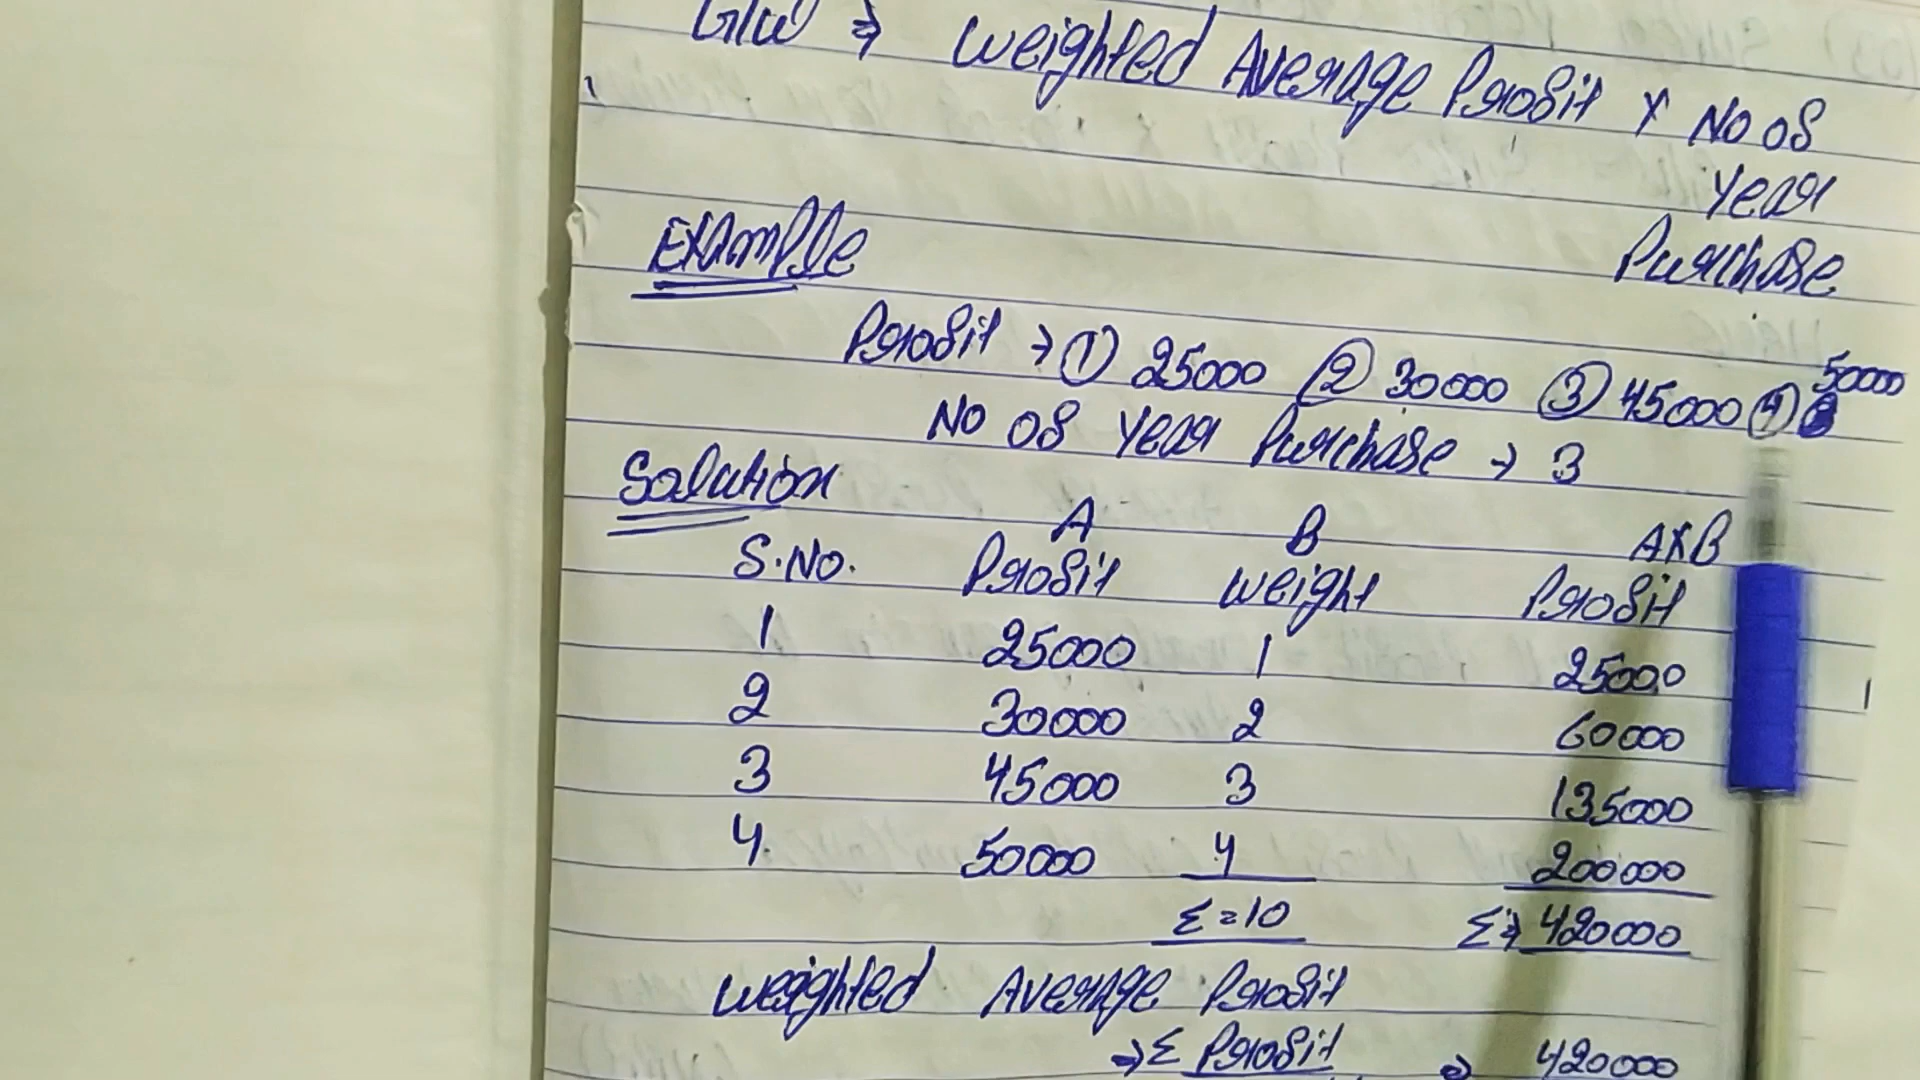 G/W ⇒ Weighted Average Profit × No of
Year
Purchase
Example
Profit → ① 25000 ② 30000 ③ 45000 ④ 50000
No of Year Purchase → 3
Solution
A B A×B
S.No. Profit Weight Profit
1 25000 1 25000
2 30000 2 60000
3 45000 3 135000
4. 50000 4 200000
Σ=10 Σ⇒ 420000
Weighted Average Profit
⇒ Σ Profit ⇒ 420000